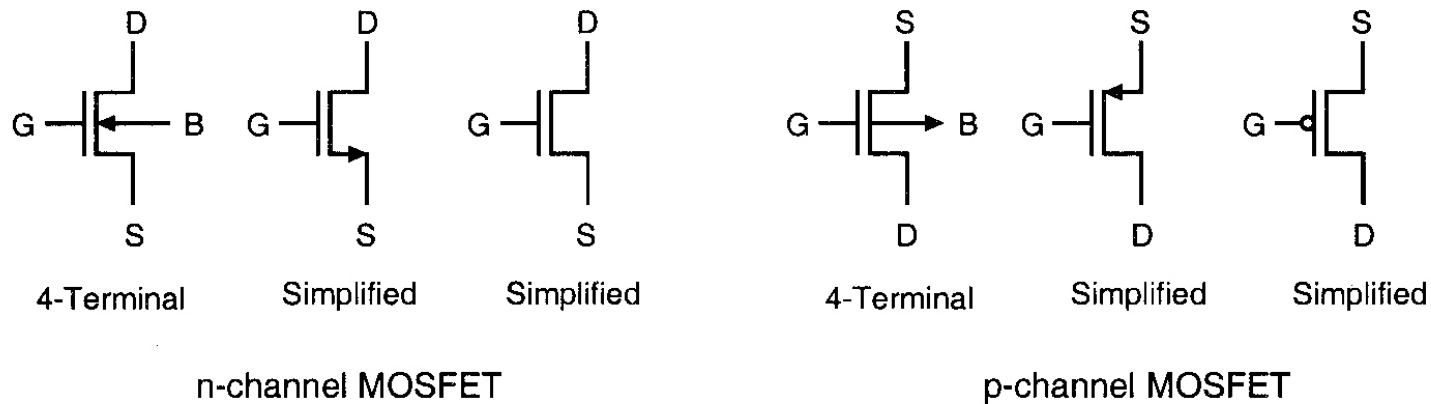 D D D S S S
G B G G G B G G
S S S D D D
4-Terminal Simplified Simplified 4-Terminal Simplified Simplified
n-channel MOSFET p-channel MOSFET